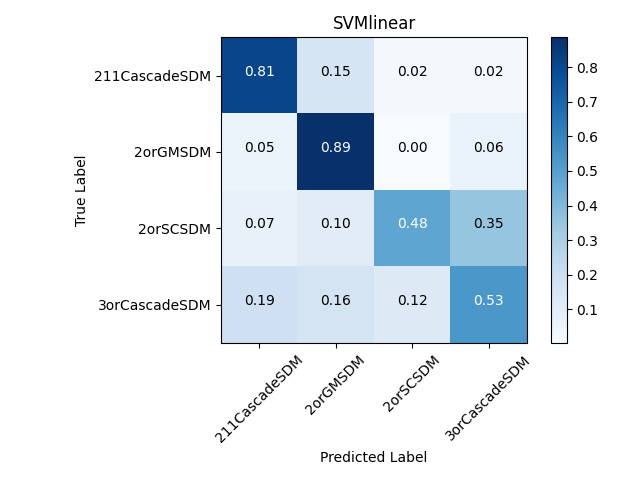 SVMlinear
211CascadeSDM 0.81 0.15 0.02 0.02
2orGMSDM 0.05 0.89 0.00 0.06
2orSCSDM 0.07 0.10 0.48 0.35
3orCascadeSDM 0.19 0.16 0.12 0.53
True Label
211CascadeSDM 2orGMSDM 2orSCSDM 3orCascadeSDM
Predicted Label
0.8
0.7
0.6
0.5
0.4
0.3
0.2
0.1